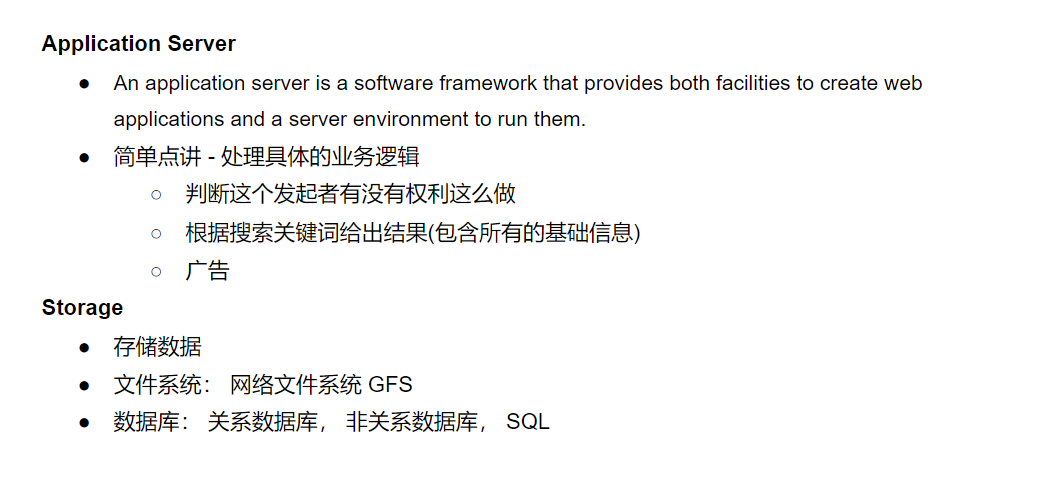 Application Server
● An application server is a software framework that provides both facilities to create web
applications and a server environment to run them.
● 简单点讲 - 处理具体的业务逻辑
○ 判断这个发起者有没有权利这么做
○ 根据搜索关键词给出结果(包含所有的基础信息)
○ 广告
Storage
● 存储数据
● 文件系统： 网络文件系统 GFS
● 数据库： 关系数据库， 非关系数据库， SQL